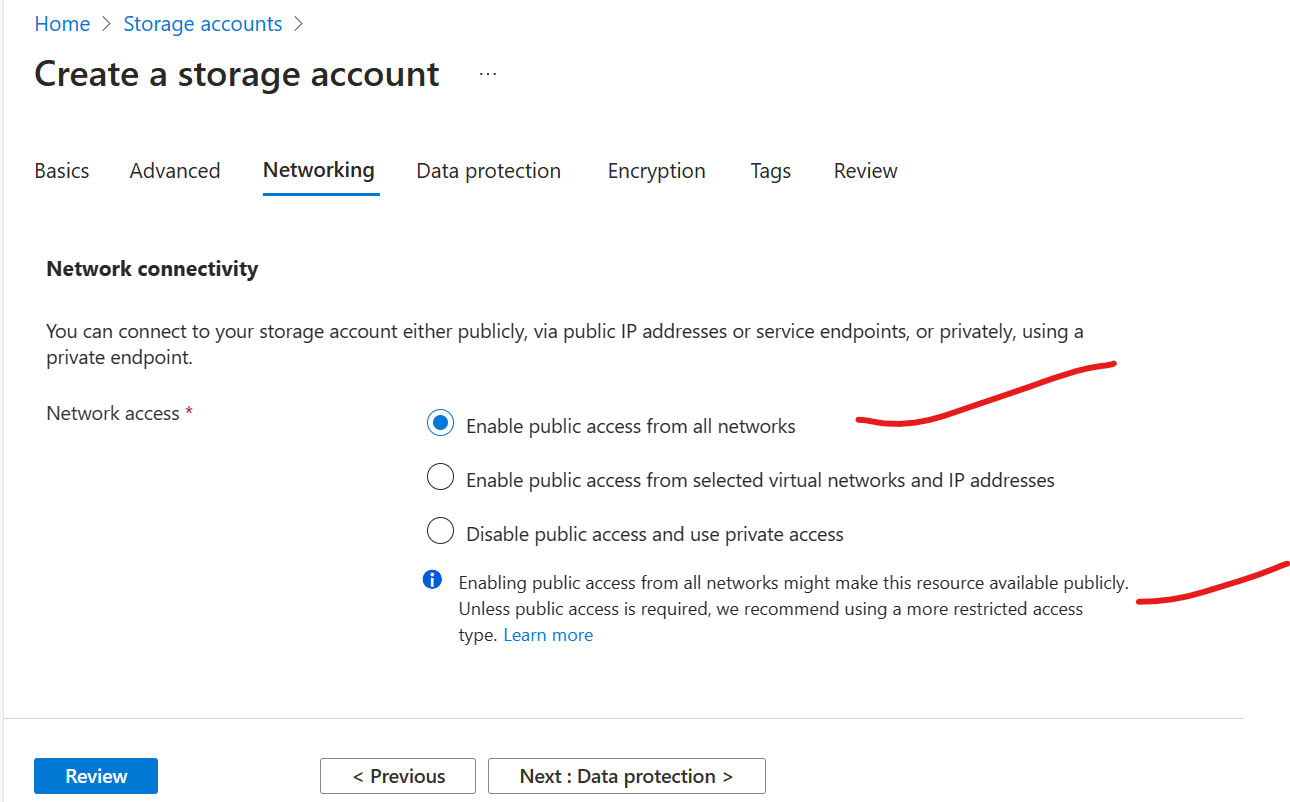 Home > Storage accounts >
Create a storage account ...
Basics Advanced Networking Data protection Encryption Tags Review
Network connectivity
You can connect to your storage account either publicly, via public IP addresses or service endpoints, or privately, using a
private endpoint.
Network access *
Enable public access from all networks
Enable public access from selected virtual networks and IP addresses
Disable public access and use private access
Enabling public access from all networks might make this resource available publicly.
Unless public access is required, we recommend using a more restricted access
type. Learn more
Review < Previous Next : Data protection >